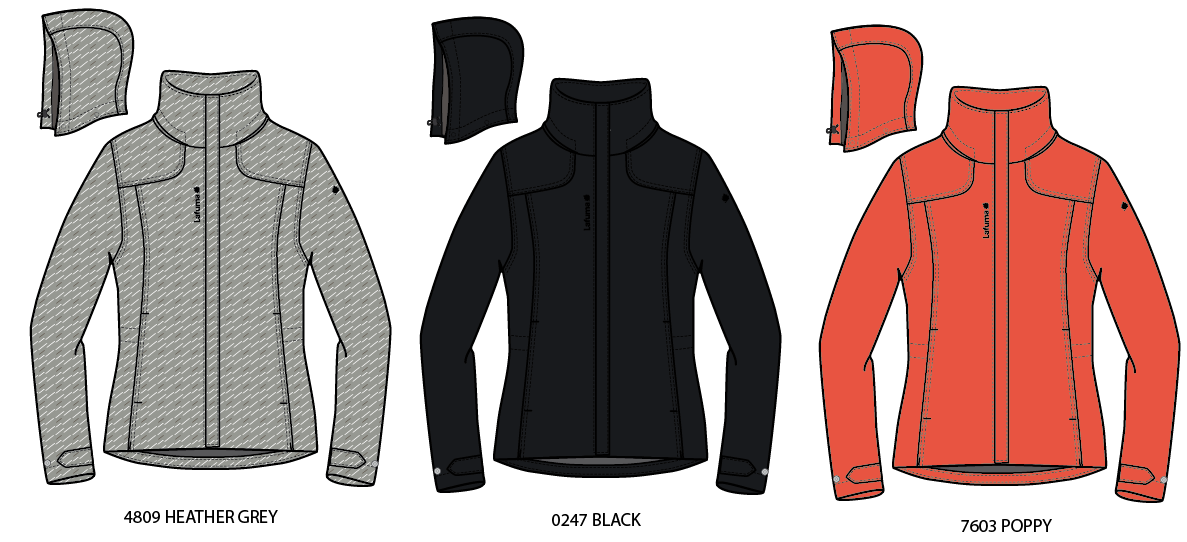 Lafuma
Lafuma
Lafuma
4809 HEATHER GREY
0247 BLACK
7603 POPPY